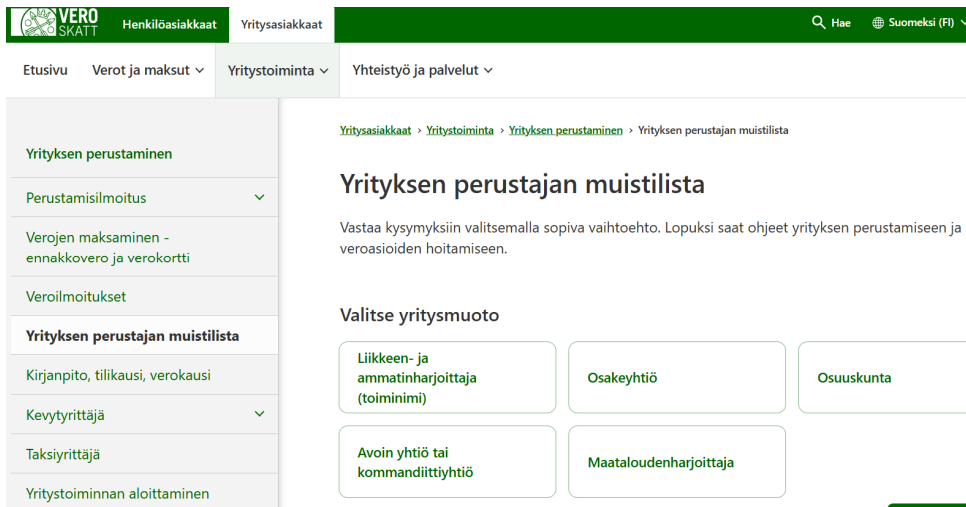 VERO
SKATT
Henkilöasiakkaat
Yritysasiakkaat
Hae
Suomeksi (FI)
Etusivu
Verot ja maksut
Yritystoiminta
Yhteistyö ja palvelut
Yritysasiakkaat › Yritystoiminta › Yrityksen perustaminen › Yrityksen perustajan muistilista
Yrityksen perustaminen
Perustamisilmoitus
Verojen maksaminen -
ennakkovero ja verokortti
Veroilmoitukset
Yrityksen perustajan muistilista
Kirjanpito, tilikausi, verokausi
Kevytyrittäjä
Taksiyrittäjä
Yritystoiminnan aloittaminen
Yrityksen perustajan muistilista
Vastaa kysymyksiin valitsemalla sopiva vaihtoehto. Lopuksi saat ohjeet yrityksen perustamiseen ja
veroasioiden hoitamiseen.
Valitse yritysmuoto
Liikkeen- ja
ammatinharjoittaja
(toiminimi)
Osakeyhtiö
Osuuskunta
Avoin yhtiö tai
kommandiittiyhtiö
Maataloudenharjoittaja